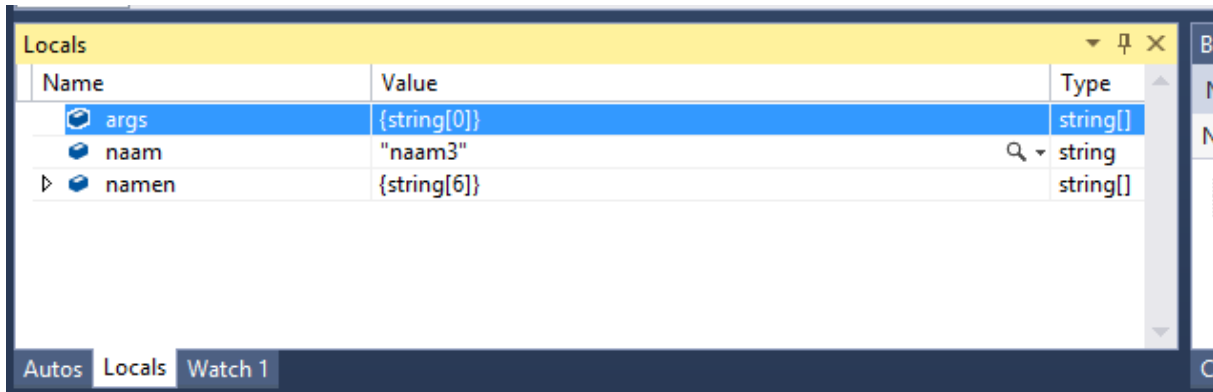 Locals
Name Value Type
args {string[0]} string[]
naam "naam3" string
namen {string[6]} string[]
Autos Locals Watch 1